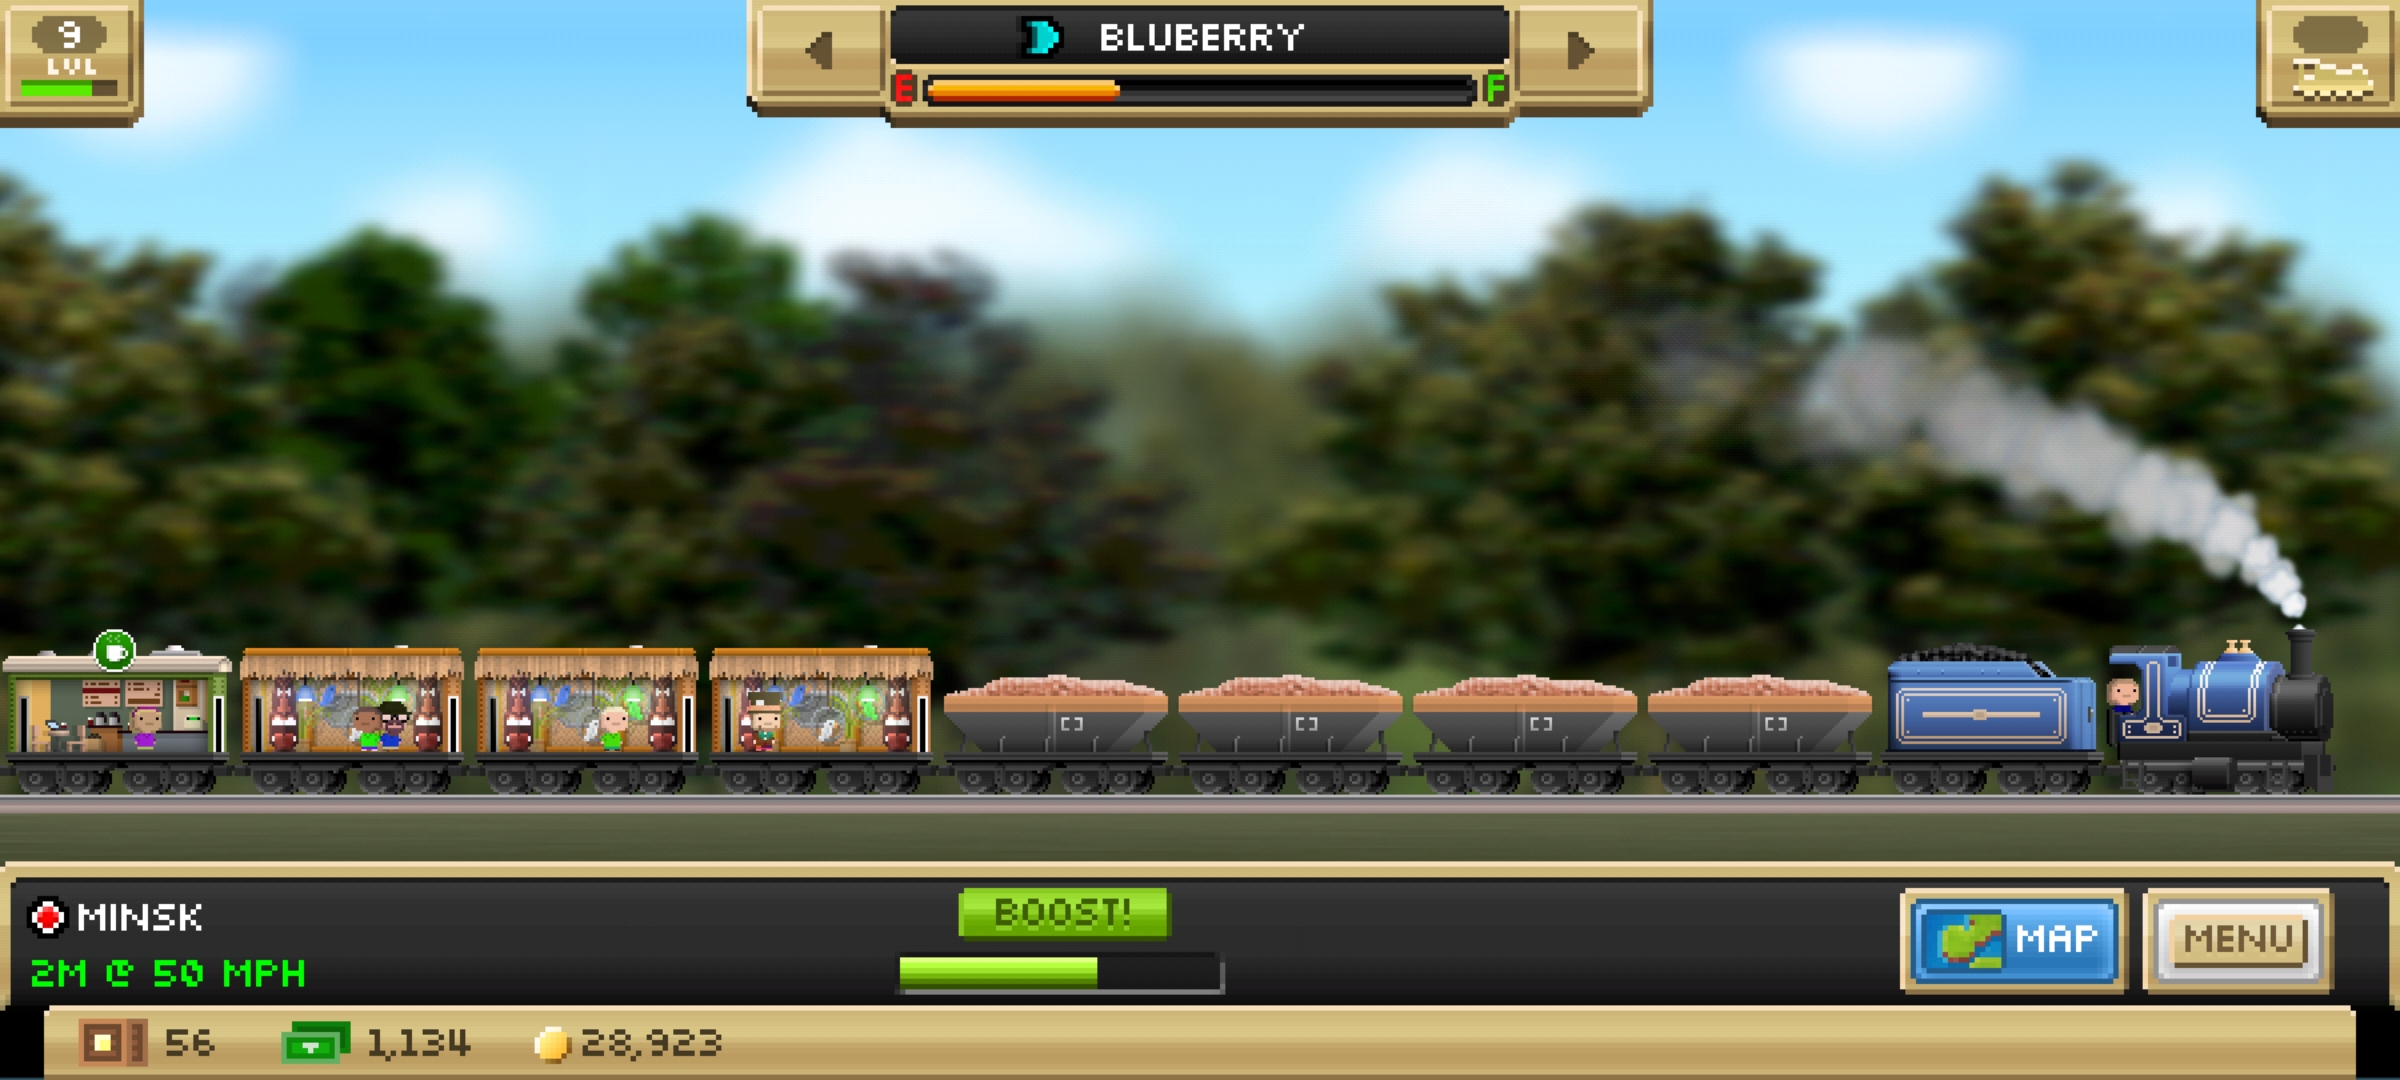 9
LVL
BLUBERRY
E
F
MINSK
2M @ 50 MPH
BOOST!
MAP
MENU
56
1,134
28,923